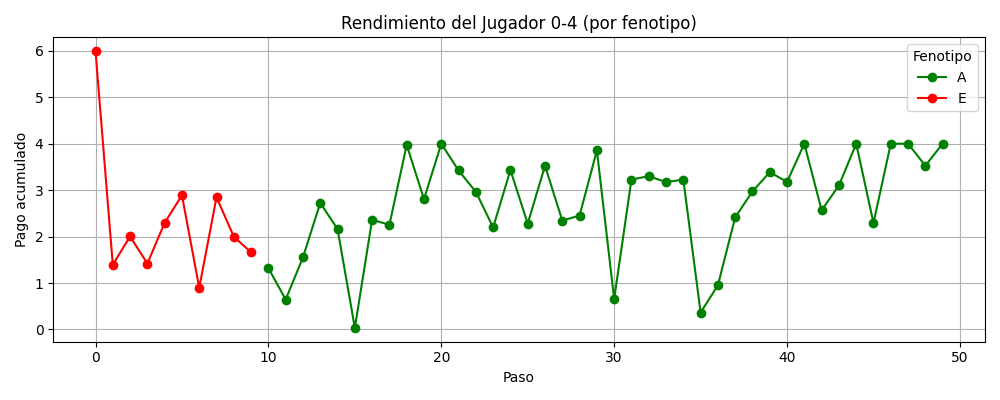 Rendimiento del Jugador 0-4 (por fenotipo)
Fenotipo
A
E
Pago acumulado
6
5
4
3
2
1
0
0 10 20 30 40 50
Paso